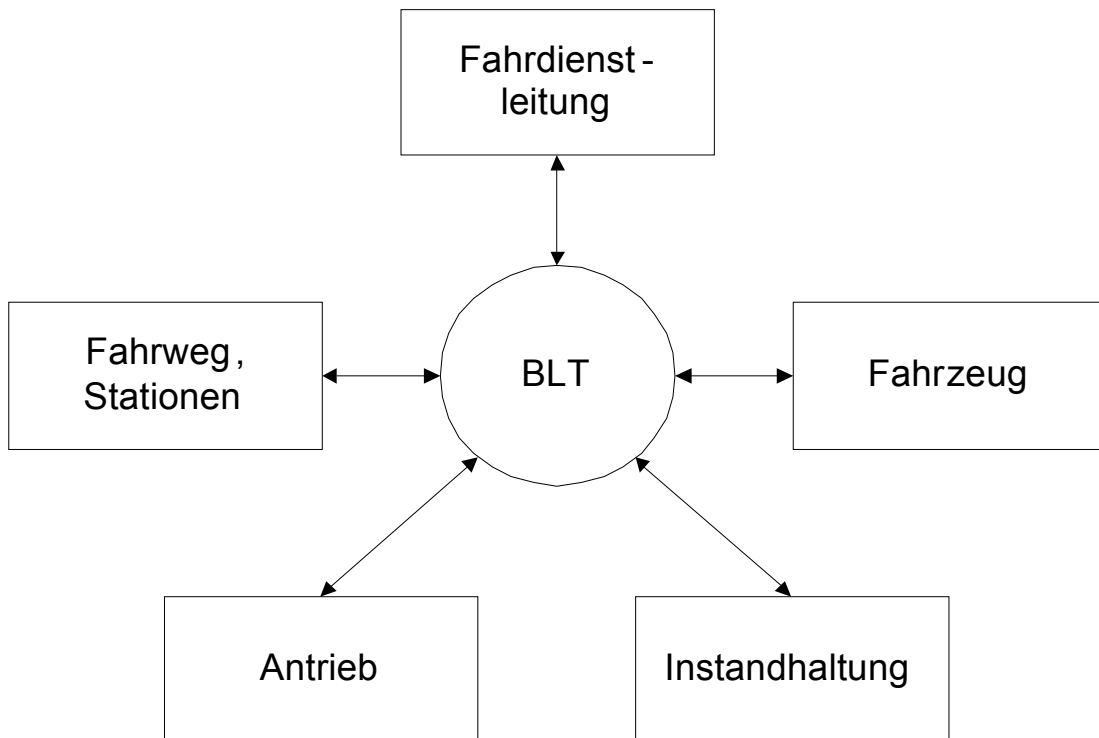 Fahrdienst-
leitung
Fahrweg,
Stationen
BLT
Fahrzeug
Antrieb
Instandhaltung